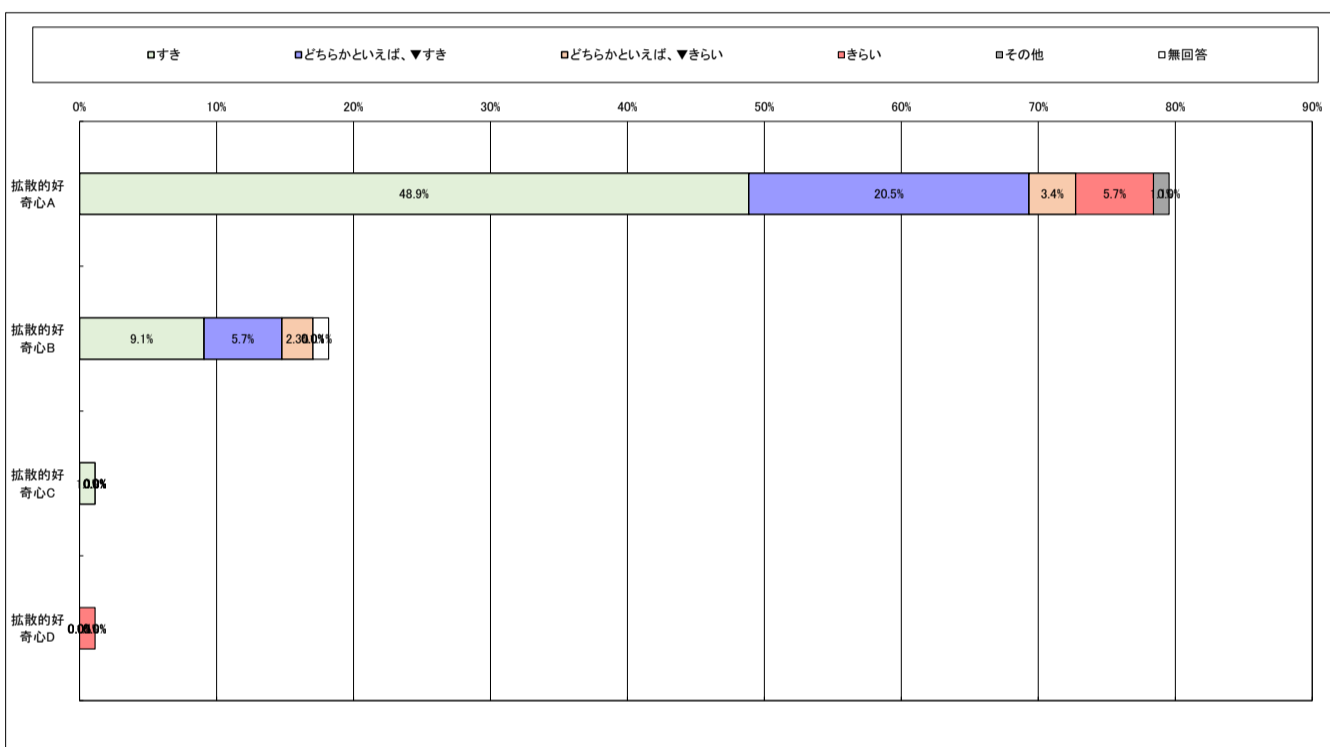 すき どちらかといえば、▼すき どちらかといえば、▼きらい きらい その他 無回答
0% 10% 20% 30% 40% 50% 60% 70% 80% 90%
拡散的好
奇心A
48.9% 20.5% 3.4% 5.7%
拡散的好
奇心B
9.1% 5.7%
拡散的好
奇心C
拡散的好
奇心D